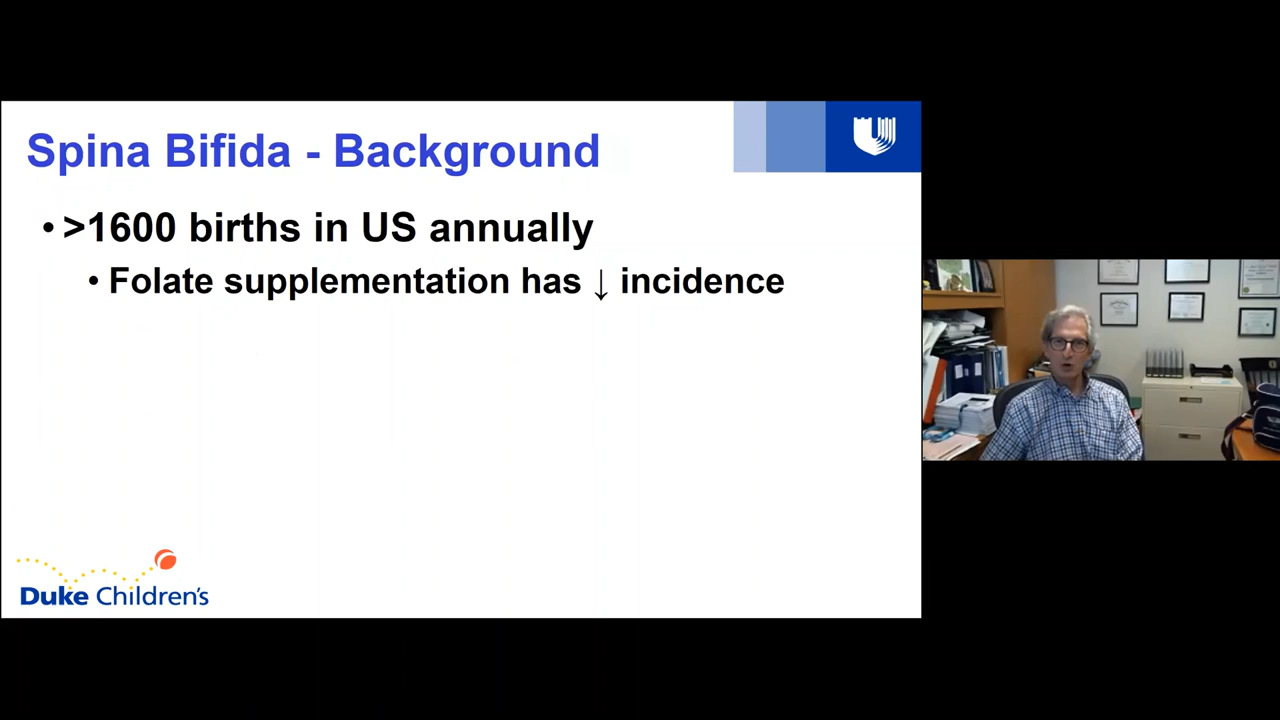 Spina Bifida - Background
• >1600 births in US annually
• Folate supplementation has ↓ incidence
Duke Children's